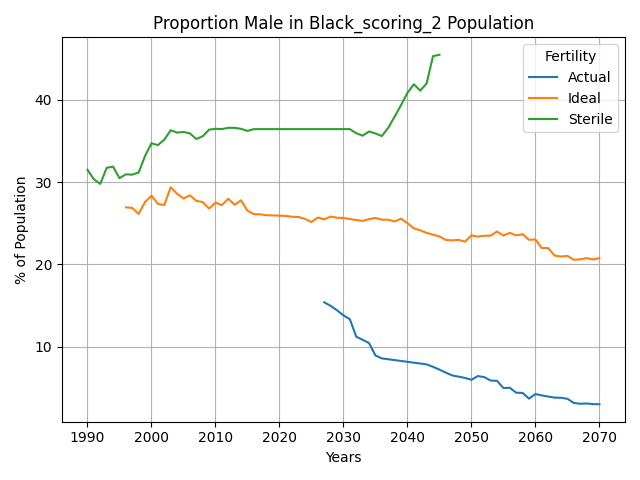 Proportion Male in Black_scoring_2 Population
Fertility
Actual
Ideal
Sterile
% of Population
40
30
20
10
1990 2000 2010 2020 2030 2040 2050 2060 2070
Years